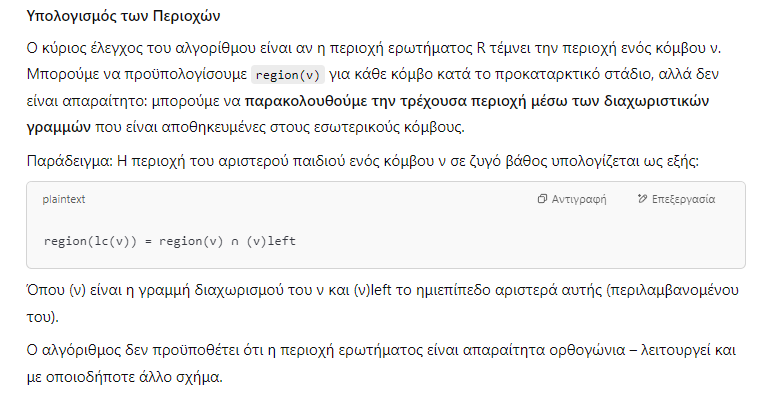 Υπολογισμός των Περιοχών
Ο κύριος έλεγχος του αλγορίθμου είναι αν η περιοχή ερωτήματος R τέμνει την περιοχή ενός κόμβου ν.
Μπορούμε να προϋπολογίσουμε region(ν) για κάθε κόμβο κατά το προκαταρκτικό στάδιο, αλλά δεν
είναι απαραίτητο: μπορούμε να παρακολουθούμε την τρέχουσα περιοχή μέσω των διαχωριστικών
γραμμών που είναι αποθηκευμένες στους εσωτερικούς κόμβους.
Παράδειγμα: Η περιοχή του αριστερού παιδιού ενός κόμβου ν σε ζυγό βάθος υπολογίζεται ως εξής:
plaintext
Αντιγραφή
Επεξεργασία
region(lc(ν)) = region(ν) ∩ (ν)left
Όπου (ν) είναι η γραμμή διαχωρισμού του ν και (ν)left το ημιεπίπεδο αριστερά αυτής (περιλαμβανομένου
του).
Ο αλγόριθμος δεν προϋποθέτει ότι η περιοχή ερωτήματος είναι απαραίτητα ορθογώνια – λειτουργεί και
με οποιοδήποτε άλλο σχήμα.